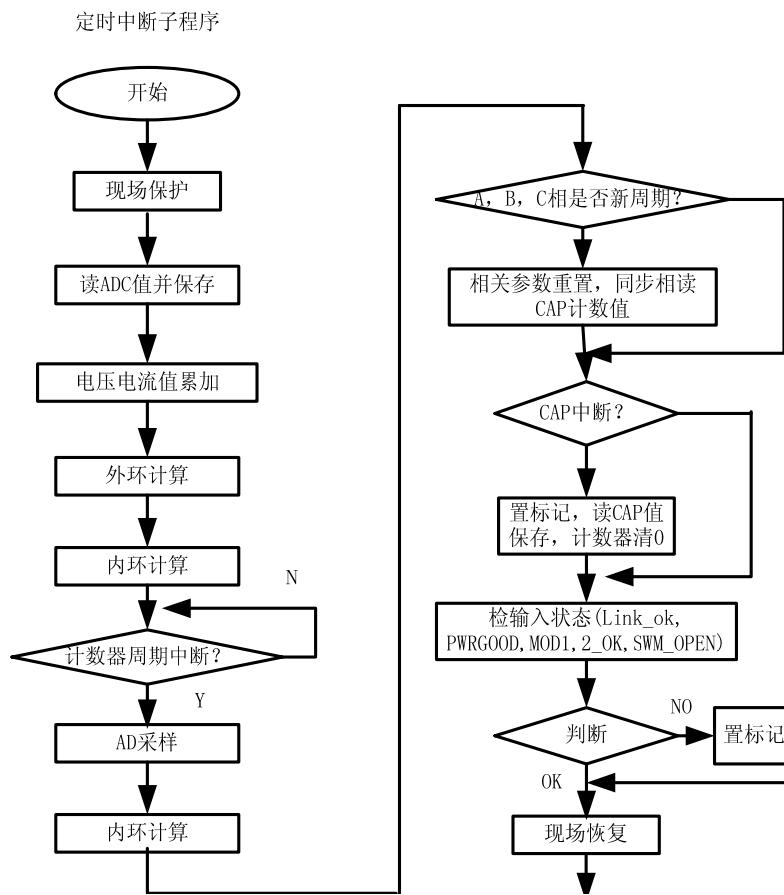 定时中断子程序
开始
现场保护
读ADC值并保存
电压电流值累加
外环计算
内环计算
N
计数器周期中断?
Y
AD采样
内环计算
A, B, C相是否新周期?
相关参数重置,同步相读
CAP计数值
CAP中断?
置标记,读CAP值
保存,计数器清0
检输入状态(Link_ok,
PWRGOOD,MOD1,2_OK,SWM_OPEN)
判断
NO
置标记
OK
现场恢复